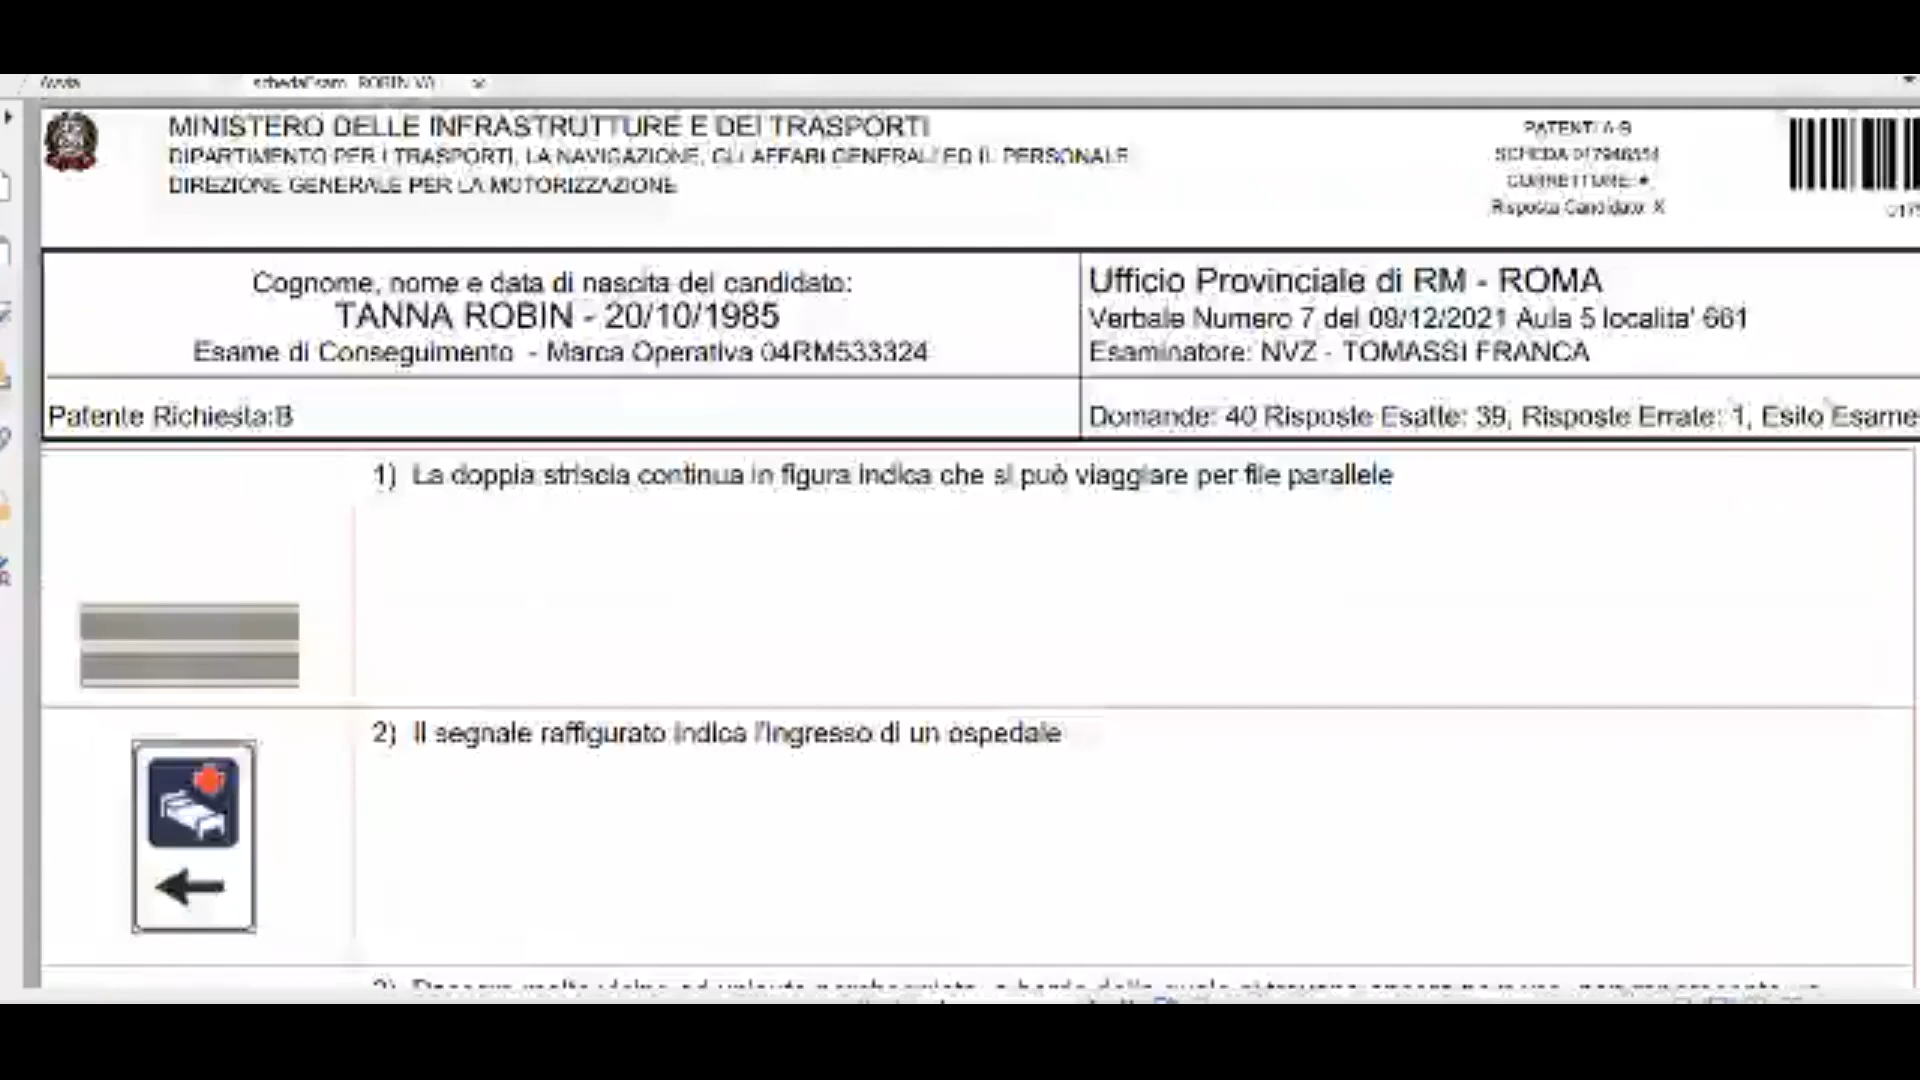 Avvia
MINISTERO DELLE INFRASTRUTTURE E DEI TRASPORTI
DIPARTIMENTO PER I TRASPORTI, LA NAVIGAZIONE, GLI AFFARI GENERALI ED IL PERSONALE
DIREZIONE GENERALE PER LA MOTORIZZAZIONE
PATENTI A-B
SCHEDA
CORRETTORE: #
Risposta Candidato: X
Cognome, nome e data di nascita del candidato:
TANNA ROBIN - 20/10/1985
Esame di Conseguimento - Marca Operativa 04RM533324
Ufficio Provinciale di RM - ROMA
Verbale Numero 7 del 09/12/2021 Aula 5 localita' 661
Esaminatore: NVZ - TOMASSI FRANCA
Patente Richiesta:B
Domande: 40 Risposte Esatte: 39, Risposte Errate: 1, Esito Esame
1) La doppia striscia continua in figura indica che si può viaggiare per file parallele
2) Il segnale raffigurato indica l'ingresso di un ospedale